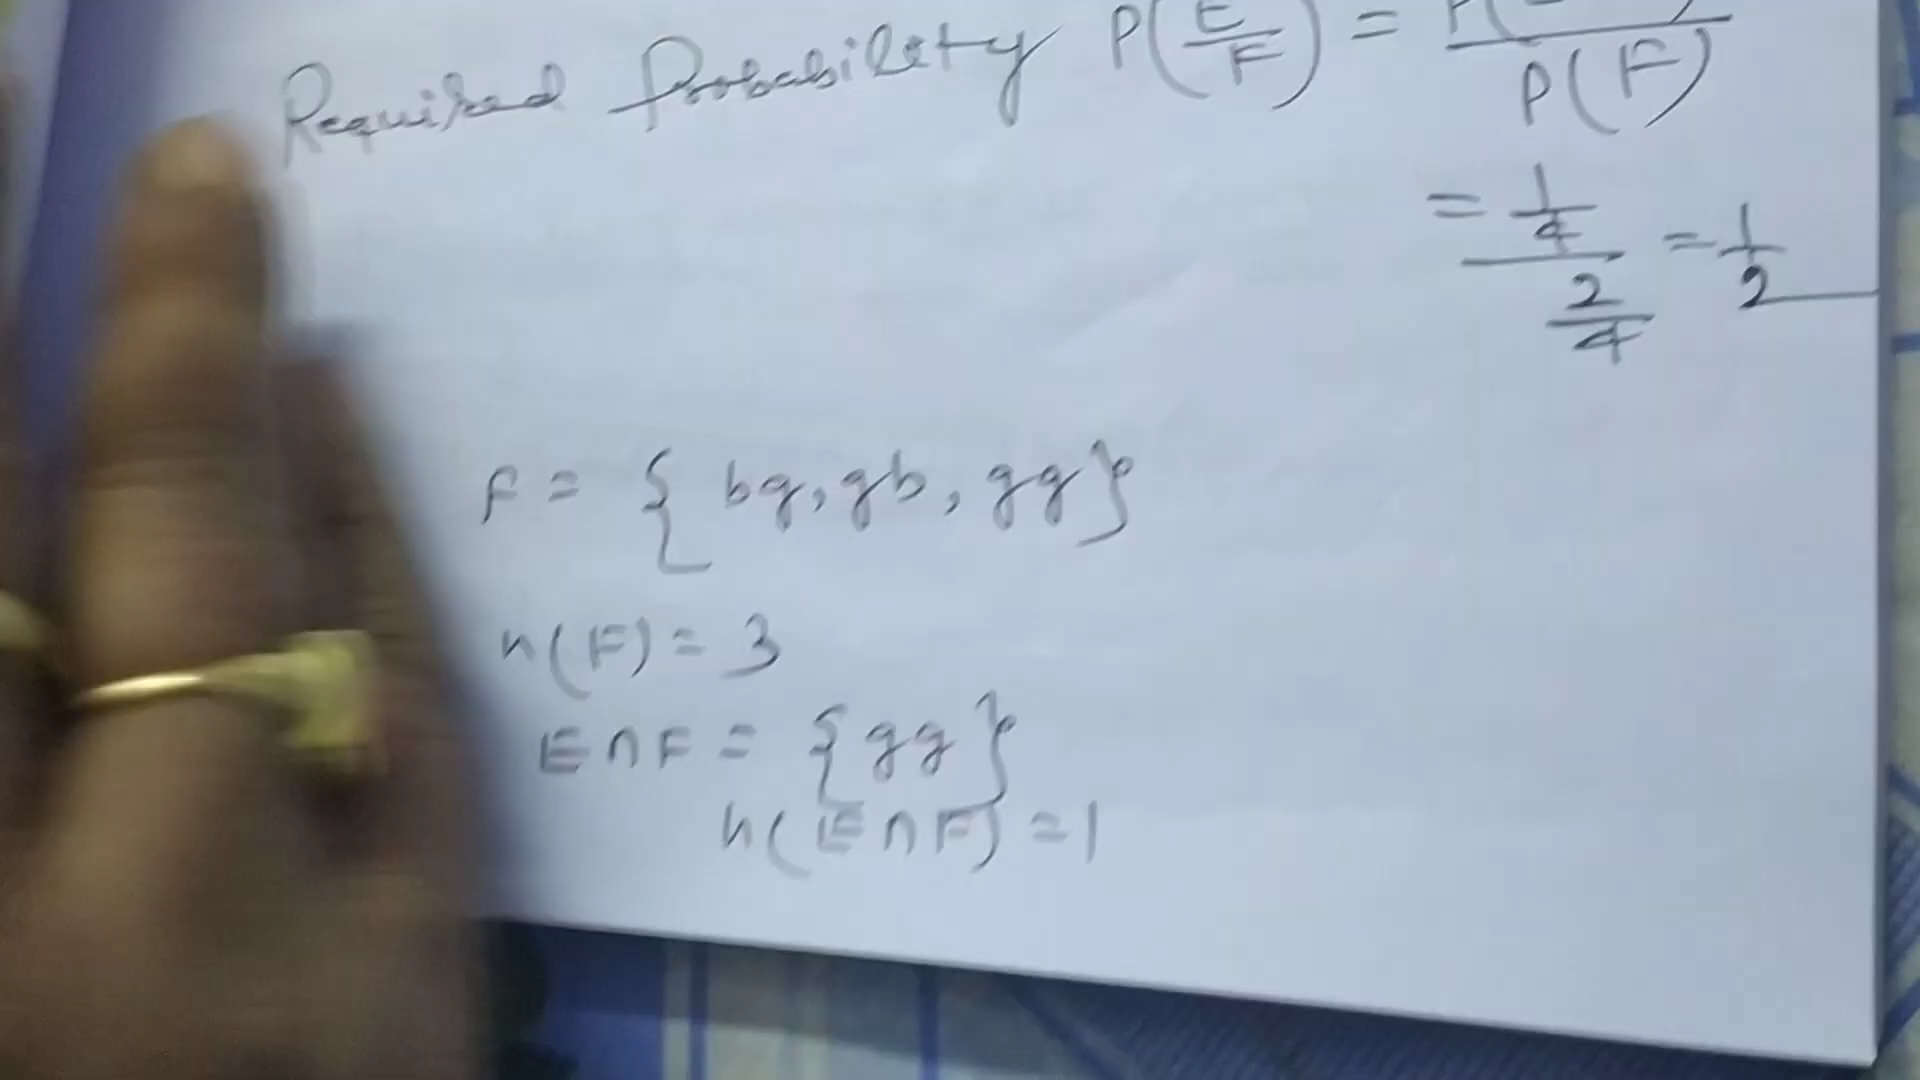 Required Probability P(E/F) = P( ) / P(F)
= 1/4 / 2/4 = 1/2
F = { bg, gb, gg}
n(F) = 3
E∩F = {gg}
n(E∩F) = 1